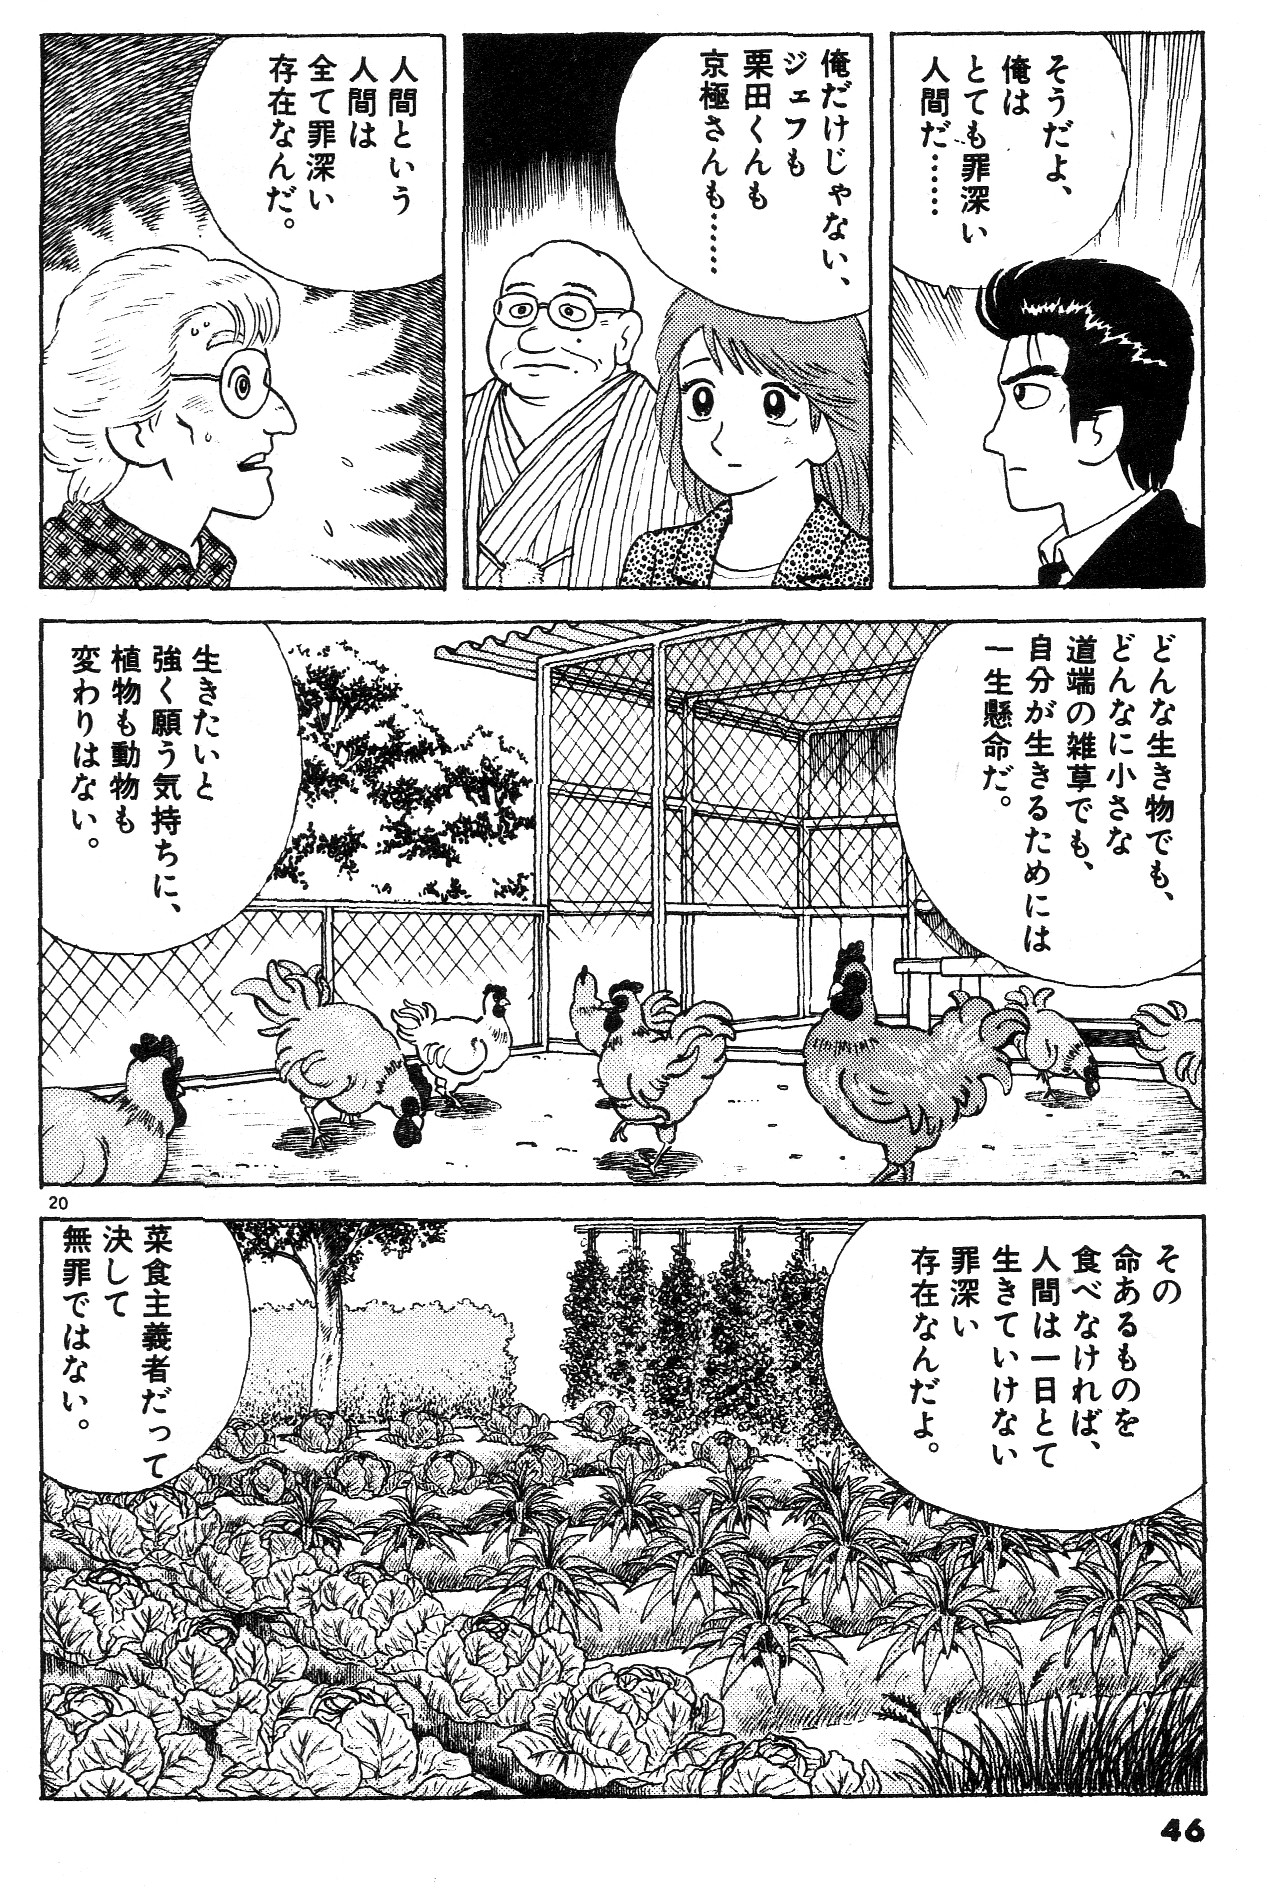 そうだよ、
俺は
とても罪深い
人間だ……
俺だけじゃない、
ジェフも
栗田くんも
京極さんも……
人間という
人間は
全て罪深い
存在なんだ。
どんな生き物でも、
どんなに小さな
道端の雑草でも、
自分が生きるためには
一生懸命だ。
生きたいと
強く願う気持ちに、
植物も動物も
変わりはない。
20
その
命あるものを
食べなければ、
人間は一日とて
生きていけない
罪深い
存在なんだよ。
菜食主義者だって
決して
無罪ではない。
46